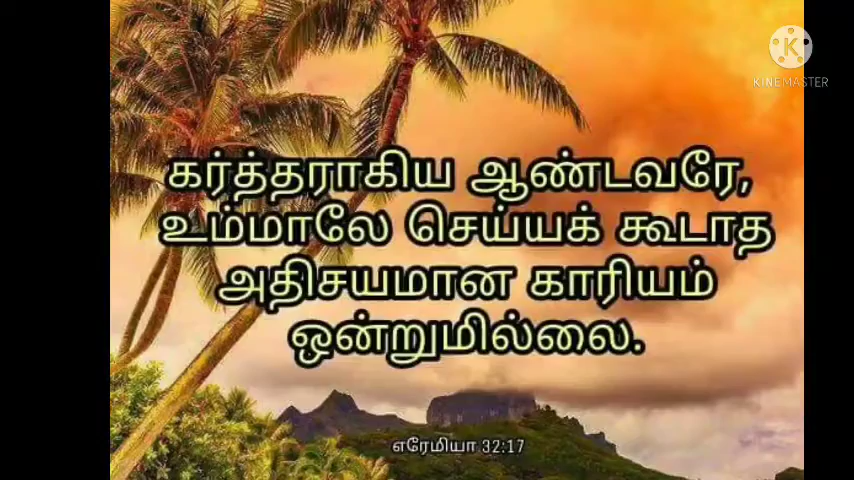 KINEMASTER
கர்த்தராகிய ஆண்டவரே,
உம்மாலே செய்யக் கூடாத
அதிசயமான காரியம்
ஒன்றுமில்லை.
எரேமியா 32:17